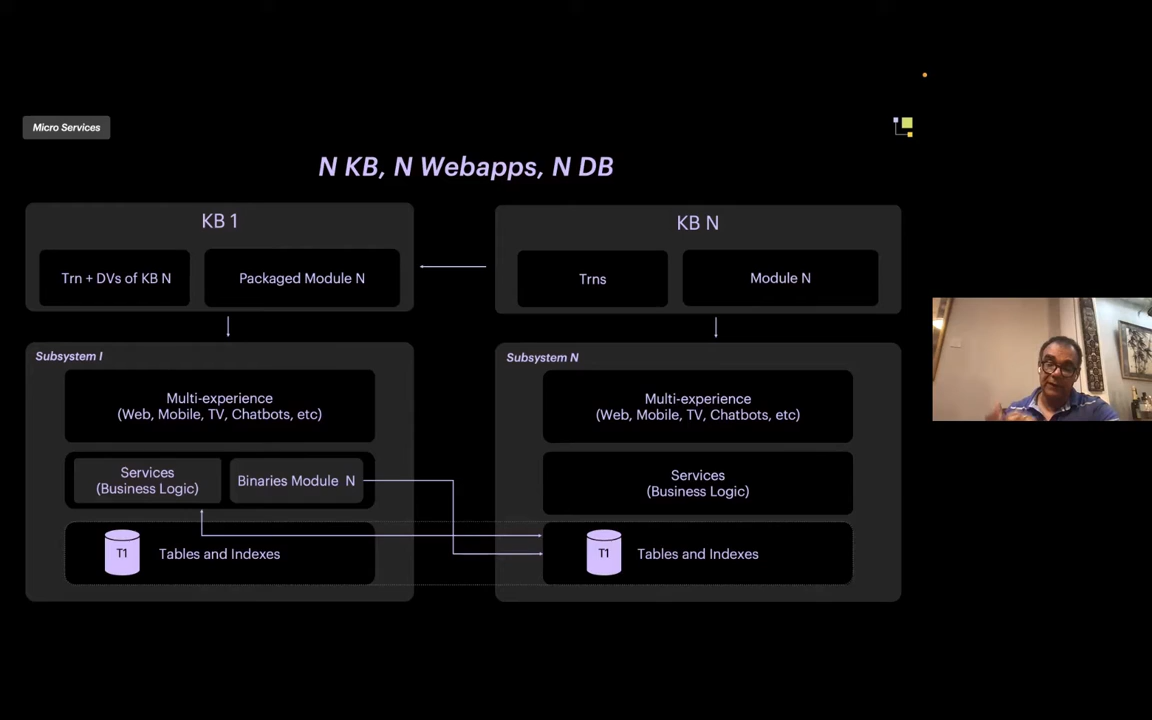 Micro Services
N KB, N Webapps, N DB
KB 1
Trn + DVs of KB N
Packaged Module N
KB N
Trns
Module N
Subsystem I
Multi-experience
(Web, Mobile, TV, Chatbots, etc)
Services
(Business Logic)
Binaries Module N
T1
Tables and Indexes
Subsystem N
Multi-experience
(Web, Mobile, TV, Chatbots, etc)
Services
(Business Logic)
T1
Tables and Indexes